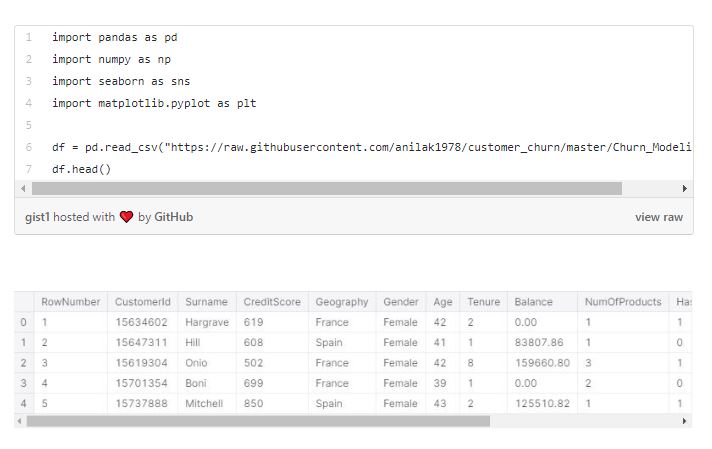 1 import pandas as pd
2 import numpy as np
3 import seaborn as sns
4 import matplotlib.pyplot as plt
5
6 df = pd.read_csv("https://raw.githubusercontent.com/anilak1978/customer_churn/master/Churn_Modeli
7 df.head()
gist1 hosted with ❤ by GitHub view raw
RowNumber CustomerId Surname CreditScore Geography Gender Age Tenure Balance NumOfProducts Has
0 1 15634602 Hargrave 619 France Female 42 2 0.00 1 1
1 2 15647311 Hill 608 Spain Female 41 1 83807.86 1 0
2 3 15619304 Onio 502 France Female 42 8 159660.80 3 1
3 4 15701354 Boni 699 France Female 39 1 0.00 2 0
4 5 15737888 Mitchell 850 Spain Female 43 2 125510.82 1 1